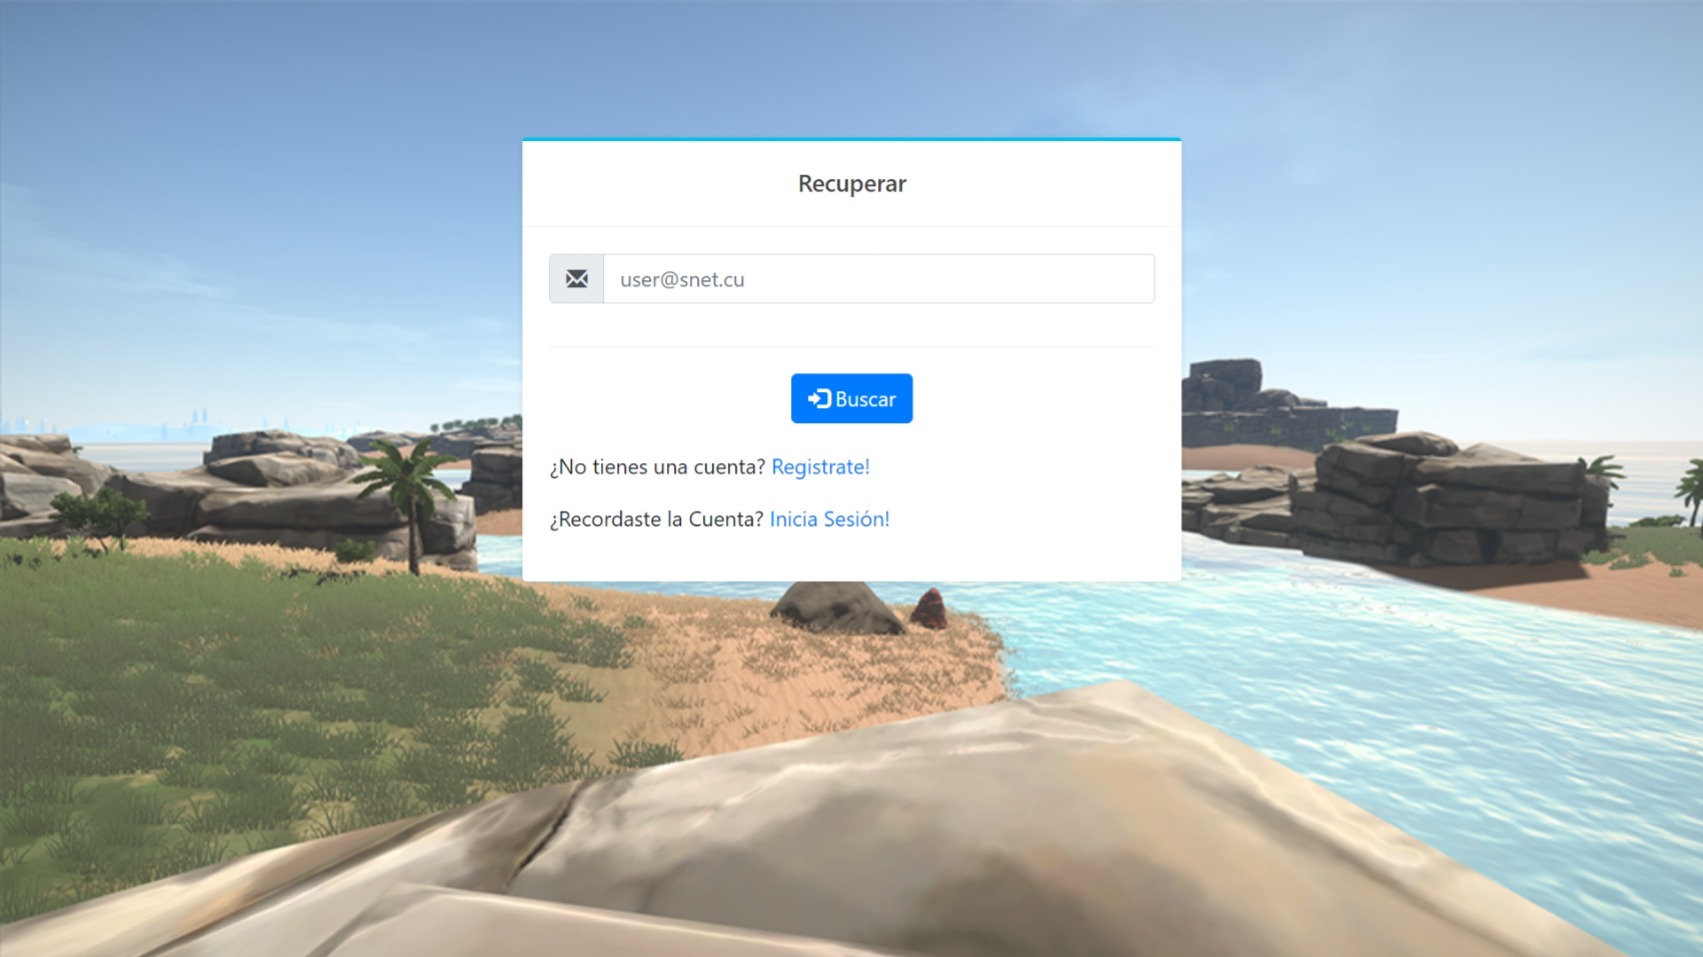 Recuperar
user@snet.cu
Buscar
¿No tienes una cuenta? Registrate!
¿Recordaste la Cuenta? Inicia Sesión!